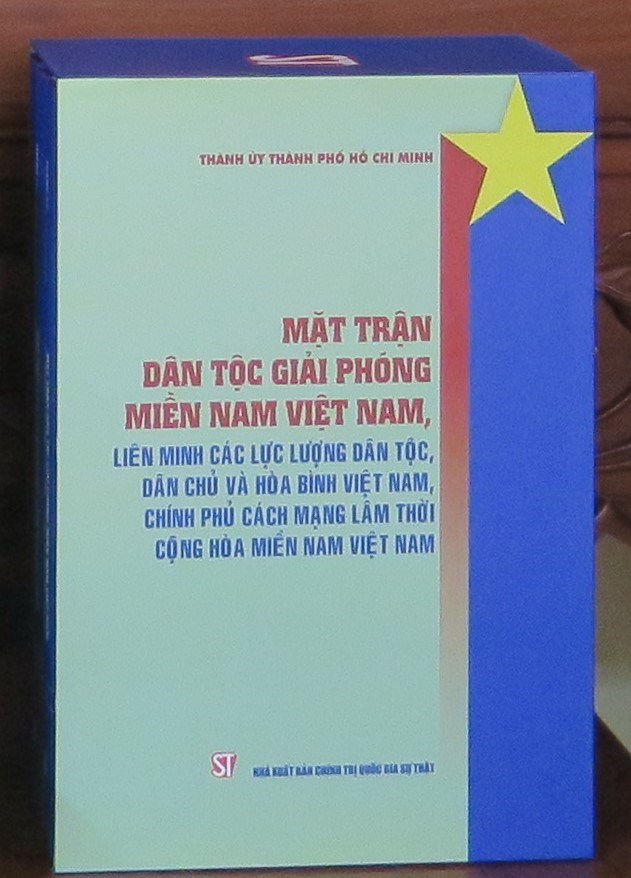 THÀNH ỦY THÀNH PHỐ HỒ CHÍ MINH
MẶT TRẬN
DÂN TỘC GIẢI PHÓNG
MIỀN NAM VIỆT NAM,
LIÊN MINH CÁC LỰC LƯỢNG DÂN TỘC,
DÂN CHỦ VÀ HÒA BÌNH VIỆT NAM,
CHÍNH PHỦ CÁCH MẠNG LÂM THỜI
CỘNG HÒA MIỀN NAM VIỆT NAM
ST NHÀ XUẤT BẢN CHÍNH TRỊ QUỐC GIA SỰ THẬT